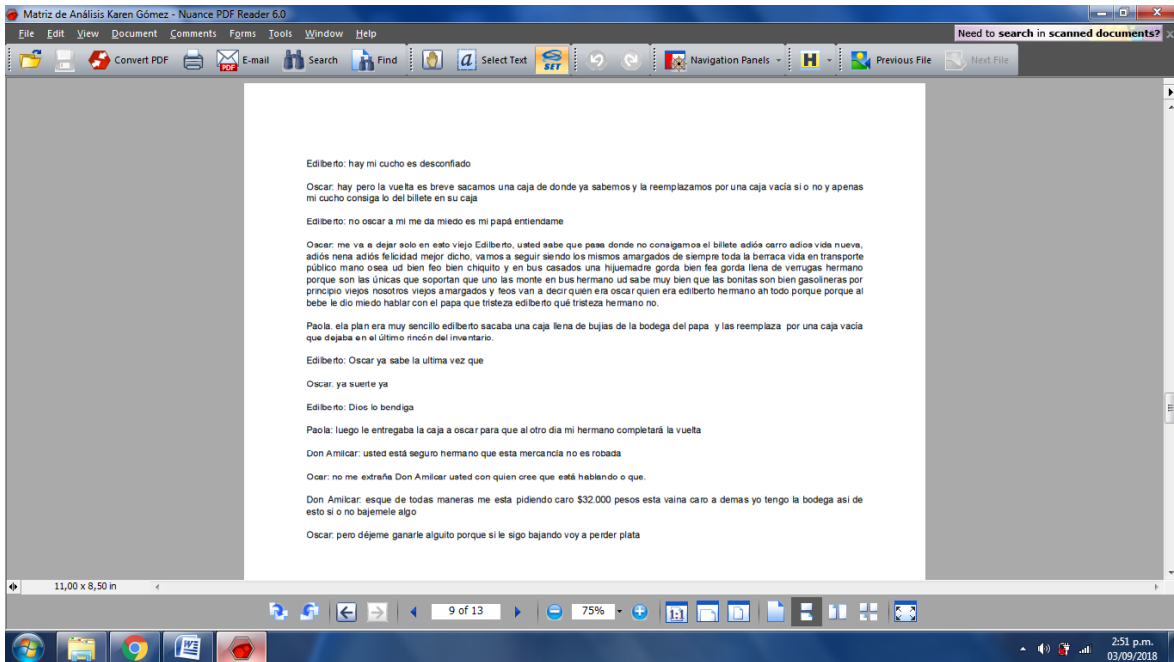 Matriz de Análisis Karen Gómez - Nuance PDF Reader 6.0
File Edit View Document Comments Forms Tools Window Help
Need to search in scanned documents?
Convert PDF E-mail Search Find Select Text SET Navigation Panels H Previous File Next File
Edilberto: hay mi cucho es desconfiado
Oscar: hay pero la vuelta es breve sacamos una caja de donde ya sabemos y la reemplazamos por una caja vacía si o no y apenas
mi cucho consiga lo del billete en su caja
Edilberto: no oscar a mi me da miedo es mi papá entiendame
Oscar: me va a dejar solo en esto viejo Edilberto, usted sabe que pasa donde no consigamos el billete adiós carro adios vida nueva,
adiós nena adiós felicidad mejor dicho, vamos a seguir siendo los mismos amargados de siempre toda la berraca vida en transporte
público mano osea ud bien feo bien chiquito y en bus casados una hijuemadre gorda bien fea gorda llena de verrugas hermano
porque son las únicas que soportan que uno las monte en bus hermano ud sabe muy bien que las bonitas son bien gasolineras por
principio viejos nosotros viejos amargados y feos van a decir quien era oscar quien era edilberto hermano ah todo porque porque al
bebe le dio miedo hablar con el papa que tristeza edilberto qué tristeza hermano no.
Paola. ela plan era muy sencillo edilberto sacaba una caja llena de bujias de la bodega del papa y las reemplaza por una caja vacía
que dejaba en el último rincón del inventario.
Edilberto: Oscar ya sabe la ultima vez que
Oscar: ya suerte ya
Edilberto: Dios lo bendiga
Paola: luego le entregaba la caja a oscar para que al otro dia mi hermano completará la vuelta
Don Amilcar: usted está seguro hermano que esta mercancía no es robada
Ocar: no me extraña Don Amilcar usted con quien cree que está hablando o que.
Don Amilcar: esque de todas maneras me esta pidiendo caro $32.000 pesos esta vaina caro a demas yo tengo la bodega asi de
esto si o no bajemele algo
Oscar: pero déjeme ganarle alguito porque si le sigo bajando voy a perder plata
11,00 x 8,50 in
9 of 13 75% 1:1
2:51 p.m.
03/09/2018